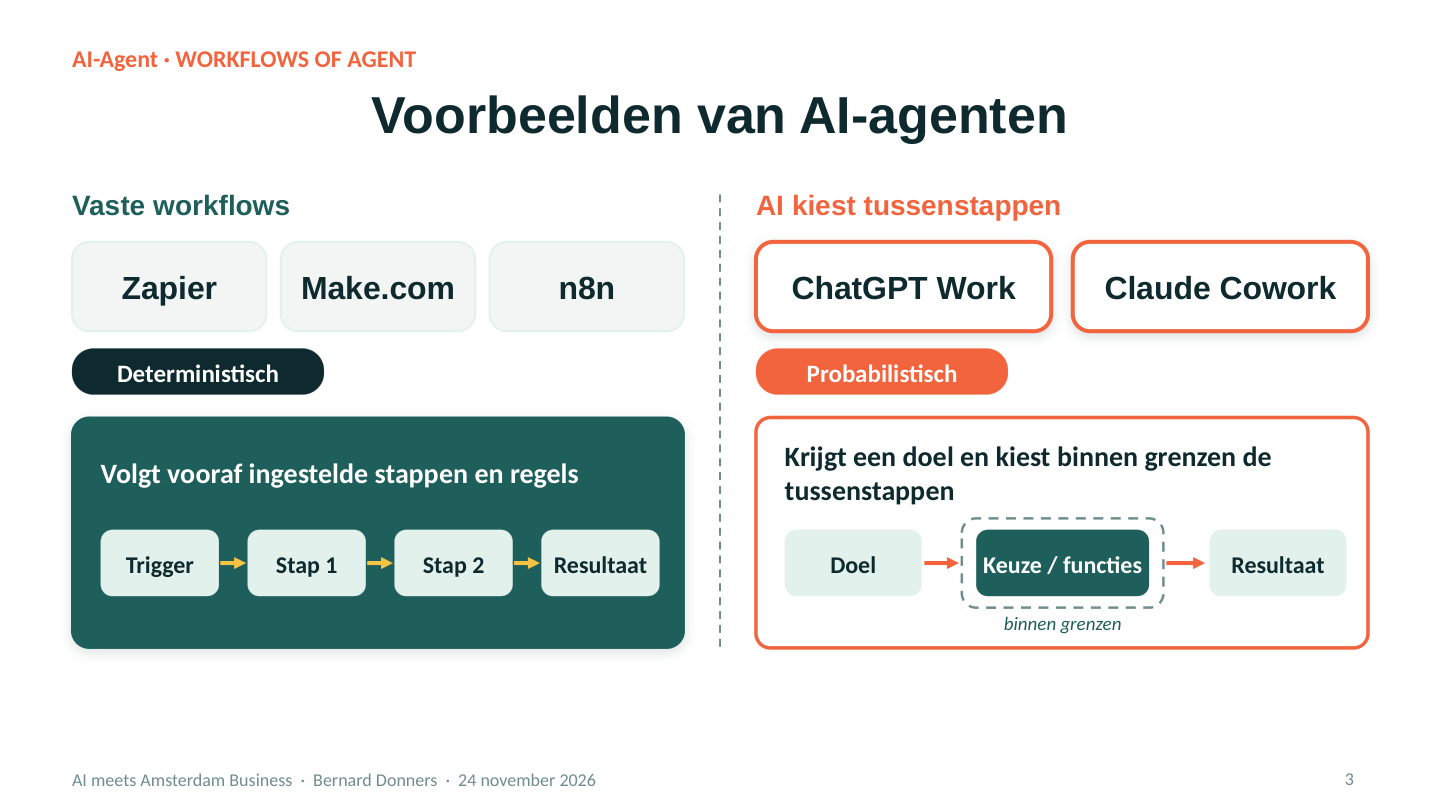 AI-Agent · WORKFLOWS OF AGENT
Voorbeelden van AI-agenten
Vaste workflows
Zapier
Make.com
n8n
Deterministisch
Volgt vooraf ingestelde stappen en regels
Trigger
Stap 1
Stap 2
Resultaat
AI kiest tussenstappen
ChatGPT Work
Claude Cowork
Probabilistisch
Krijgt een doel en kiest binnen grenzen de
tussenstappen
Doel
Keuze / functies
Resultaat
binnen grenzen
AI meets Amsterdam Business · Bernard Donners · 24 november 2026
3